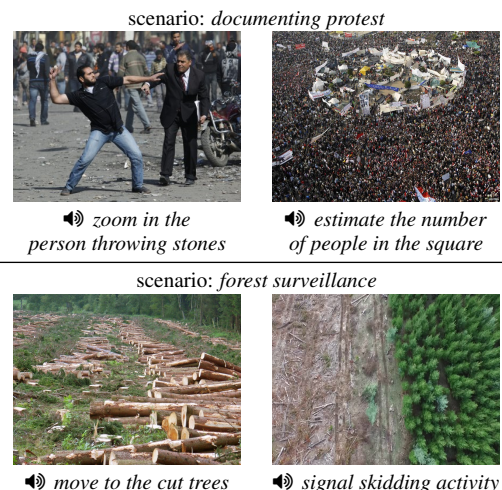 scenario: documenting protest
zoom in the
person throwing stones
estimate the number
of people in the square
scenario: forest surveillance
move to the cut trees
signal skidding activity